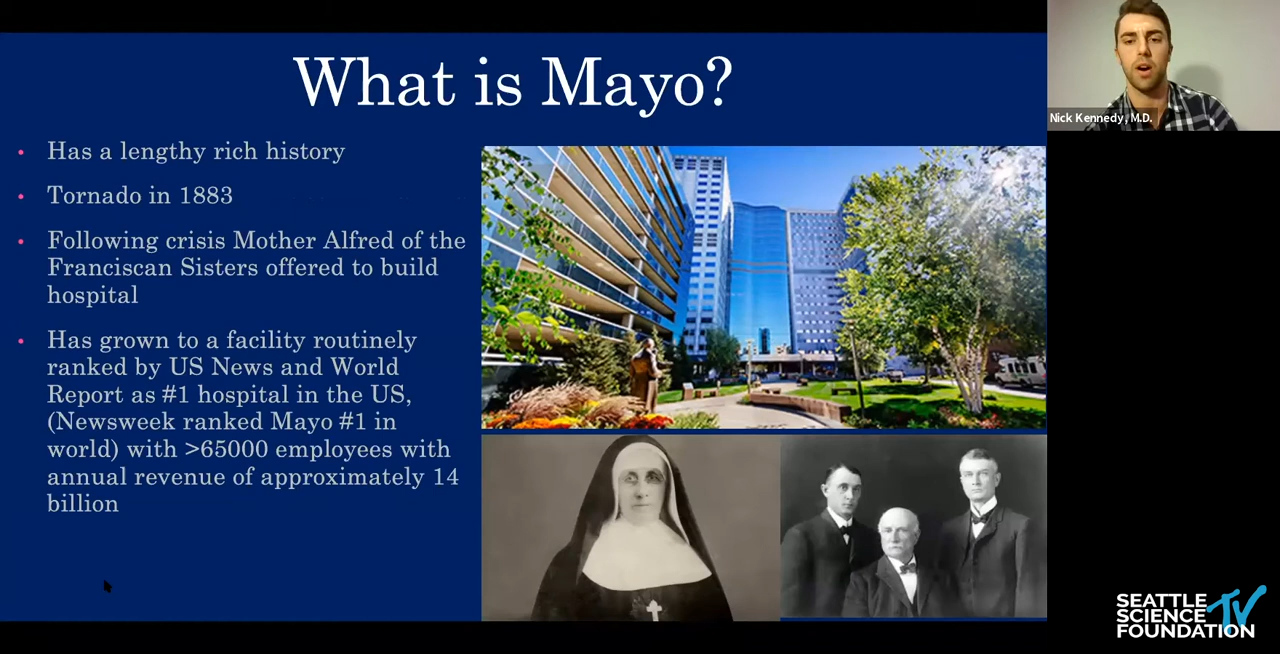 What is Mayo?
• Has a lengthy rich history
• Tornado in 1883
• Following crisis Mother Alfred of the
Franciscan Sisters offered to build
hospital
• Has grown to a facility routinely
ranked by US News and World
Report as #1 hospital in the US,
(Newsweek ranked Mayo #1 in
world) with >65000 employees with
annual revenue of approximately 14
billion
Nick Kennedy, M.D.
SEATTLE
SCIENCE TV
FOUNDATION